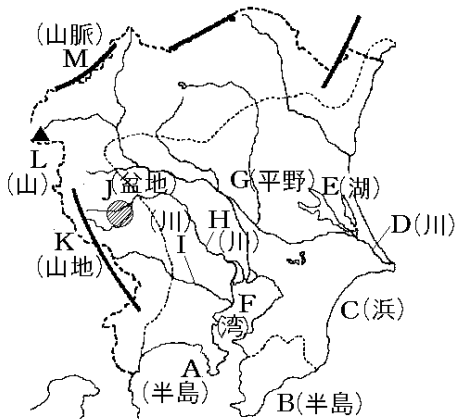 (山脈)
M
L
(山)
J(盆地)
G(平野)
E(湖)
D(川)
(川)
H
(川)
I
K
(山地)
F
(湾)
C(浜)
A
(半島)
B(半島)